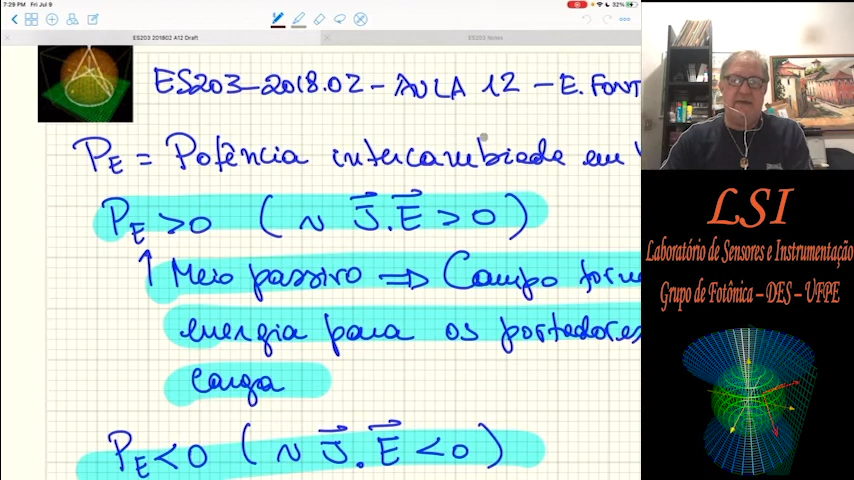 7:29 PM Fri Jul 9
32%
ES203 201802 A12 Draft
ES203 Notes
ES203-2018.02 - AULA 12 - E. FONT
PE = Potência intercambiada em
PE > 0 ( ~ J.E > 0 )
↑ Meio passivo ⇒ Campo forne
energia para os portadores
carga
PE < 0 ( ~ J.E < 0 )
LSI
Laboratório de Sensores e Instrumentação
Grupo de Fotônica – DES – UFPE